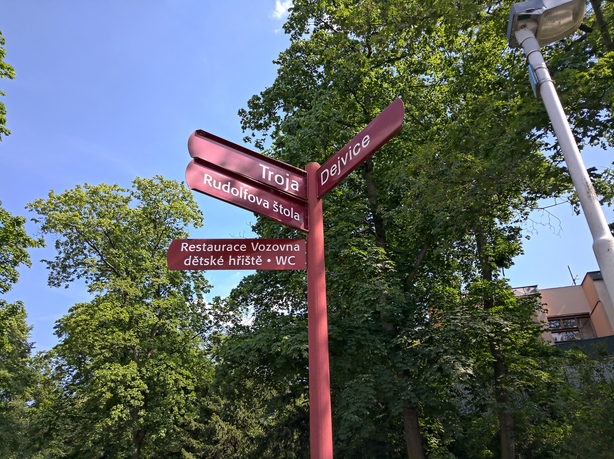 Troja
Dejvice
Rudolfova štola
Restaurace Vozovna
dětské hřiště • WC